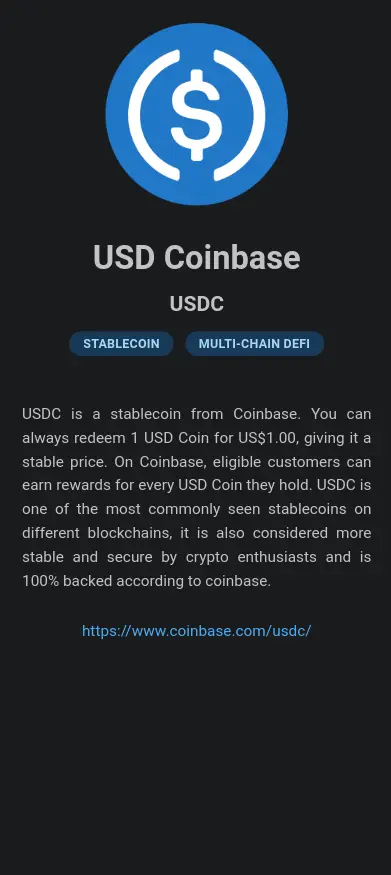 $
USD Coinbase
USDC
STABLECOIN MULTI-CHAIN DEFI
USDC is a stablecoin from Coinbase. You can
always redeem 1 USD Coin for US$1.00, giving it a
stable price. On Coinbase, eligible customers can
earn rewards for every USD Coin they hold. USDC is
one of the most commonly seen stablecoins on
different blockchains, it is also considered more
stable and secure by crypto enthusiasts and is
100% backed according to coinbase.
https://www.coinbase.com/usdc/